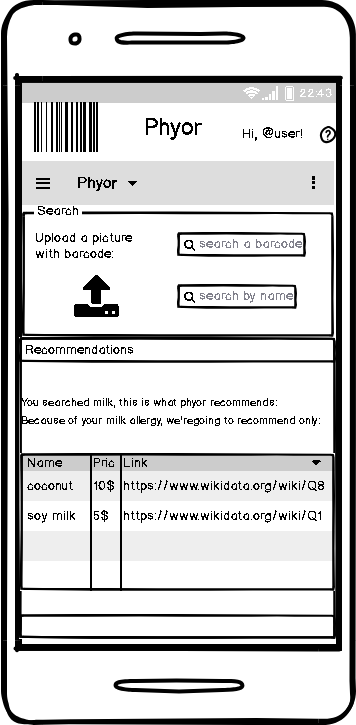 22:43
Phyor
Hi, @user!
?
Phyor
Search
Upload a picture
with barcode:
search a barcode
search by name
Recommendations
You searched milk, this is what phyor recommends:
Because of your milk allergy, we'regoing to recommend only:
Name Pric Link
coconut 10$ https://www.wikidata.org/wiki/Q8
soy milk 5$ https://www.wikidata.org/wiki/Q1